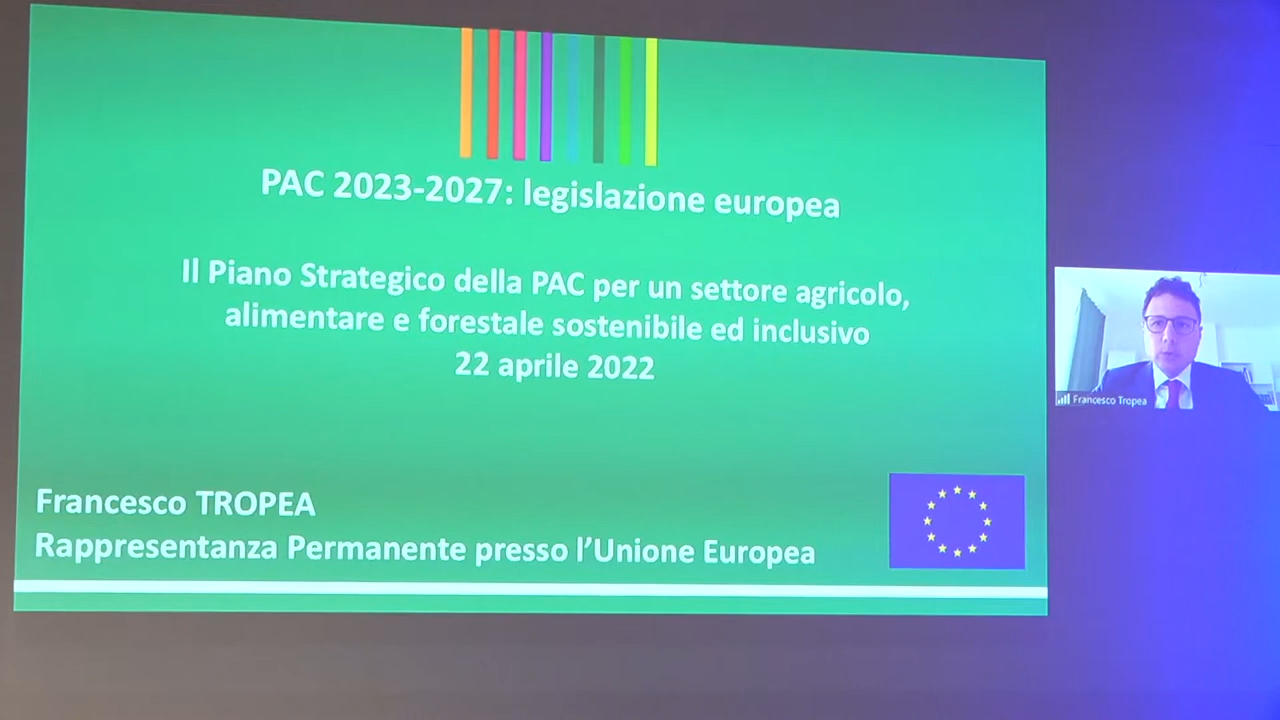 PAC 2023-2027: legislazione europea
Il Piano Strategico della PAC per un settore agricolo,
alimentare e forestale sostenibile ed inclusivo
22 aprile 2022
Francesco TROPEA
Rappresentanza Permanente presso l'Unione Europea
Francesco Tropea